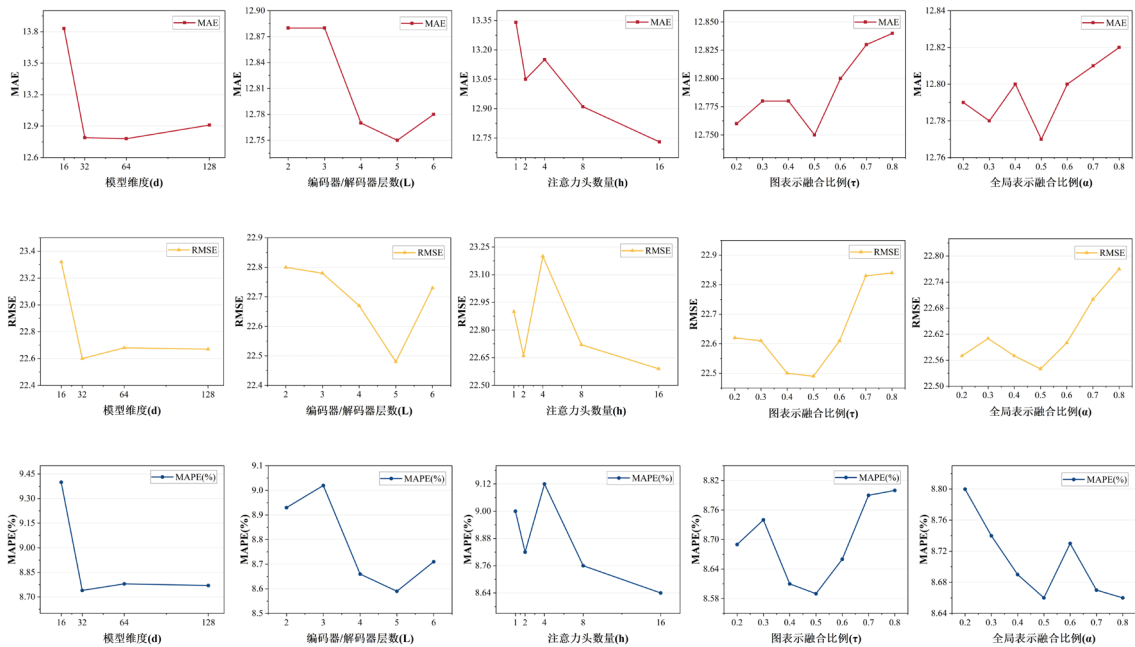 MAE
MAE
13.8
13.5
13.2
12.9
12.6
16 32 64 128
模型维度(d)
MAE
MAE
12.90
12.87
12.84
12.81
12.78
12.75
2 3 4 5 6
编码器/解码器层数(L)
MAE
MAE
13.35
13.20
13.05
12.90
12.75
1 2 4 8 16
注意力头数量(h)
MAE
MAE
12.850
12.825
12.800
12.775
12.750
0.2 0.3 0.4 0.5 0.6 0.7 0.8
图表示融合比例(τ)
MAE
MAE
12.84
12.82
12.80
12.78
12.76
0.2 0.3 0.4 0.5 0.6 0.7 0.8
全局表示融合比例(α)
RMSE
RMSE
23.4
23.2
23.0
22.8
22.6
22.4
16 32 64 128
模型维度(d)
RMSE
RMSE
22.9
22.8
22.7
22.6
22.5
22.4
2 3 4 5 6
编码器/解码器层数(L)
RMSE
RMSE
23.25
23.10
22.95
22.80
22.65
22.50
1 2 4 8 16
注意力头数量(h)
RMSE
RMSE
22.9
22.8
22.7
22.6
22.5
0.2 0.3 0.4 0.5 0.6 0.7 0.8
图表示融合比例(τ)
RMSE
RMSE
22.80
22.74
22.68
22.62
22.56
22.50
0.2 0.3 0.4 0.5 0.6 0.7 0.8
全局表示融合比例(α)
MAPE(%)
MAPE(%)
9.45
9.30
9.15
9.00
8.85
8.70
16 32 64 128
模型维度(d)
MAPE(%)
MAPE(%)
9.1
9.0
8.9
8.8
8.7
8.6
8.5
2 3 4 5 6
编码器/解码器层数(L)
MAPE(%)
MAPE(%)
9.12
9.00
8.88
8.76
8.64
1 2 4 8 16
注意力头数量(h)
MAPE(%)
MAPE(%)
8.82
8.76
8.70
8.64
8.58
0.2 0.3 0.4 0.5 0.6 0.7 0.8
图表示融合比例(τ)
MAPE(%)
MAPE(%)
8.80
8.76
8.72
8.68
8.64
0.2 0.3 0.4 0.5 0.6 0.7 0.8
全局表示融合比例(α)